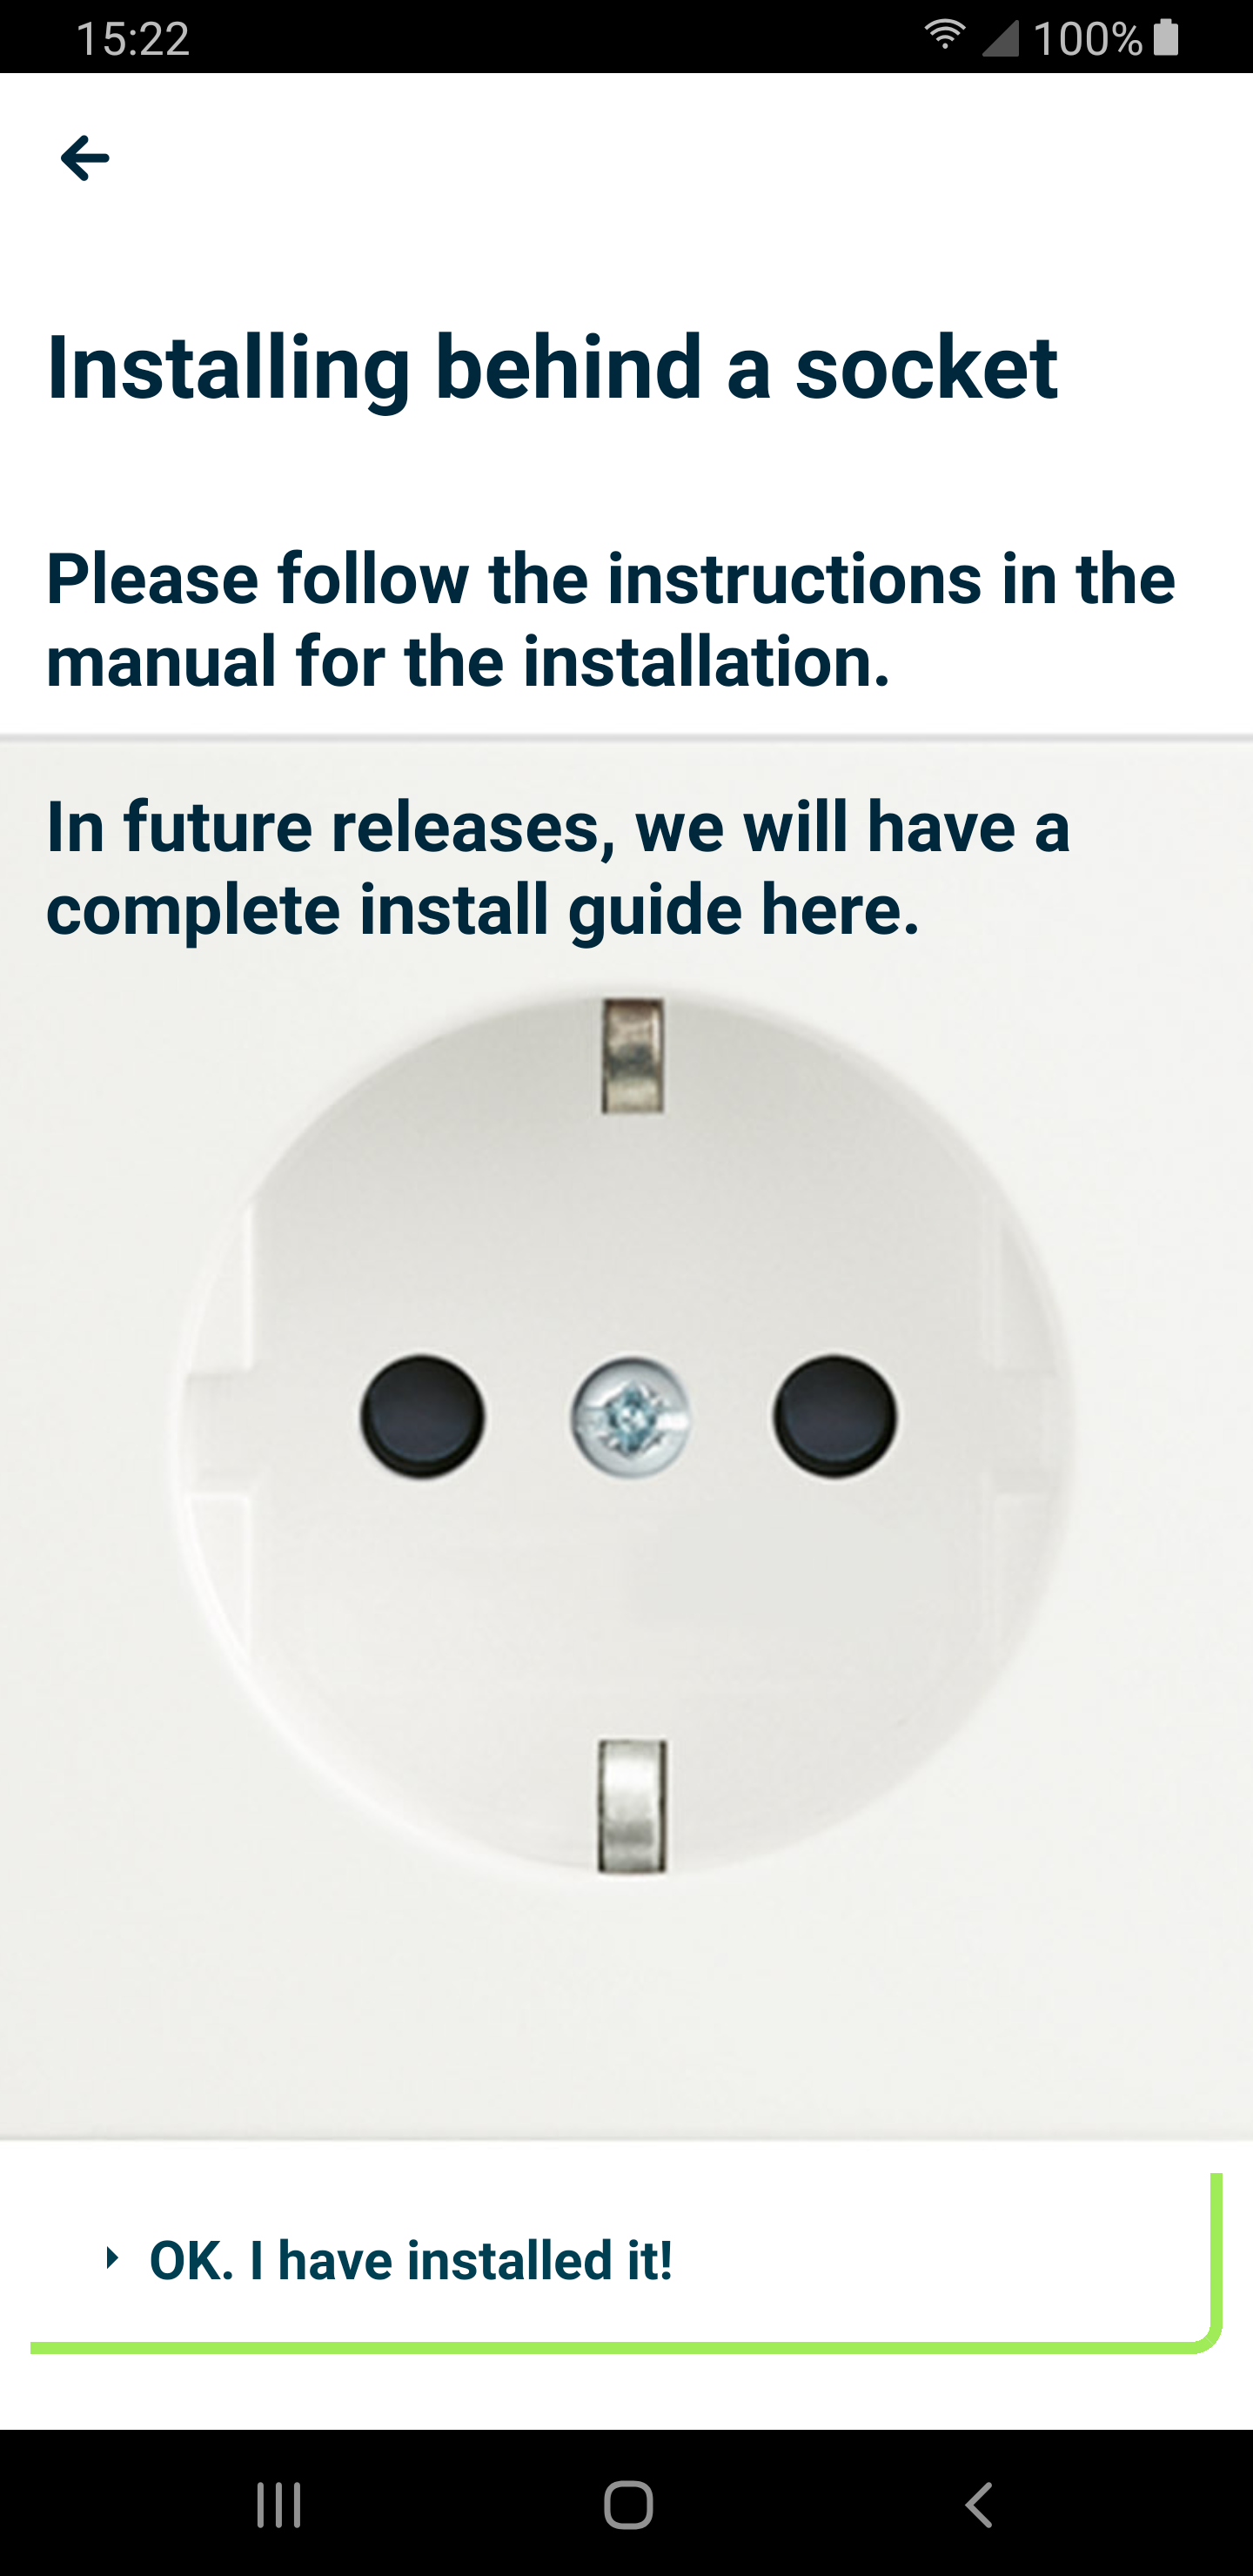 15:22
100%
Installing behind a socket
Please follow the instructions in the
manual for the installation.
In future releases, we will have a
complete install guide here.
OK. I have installed it!